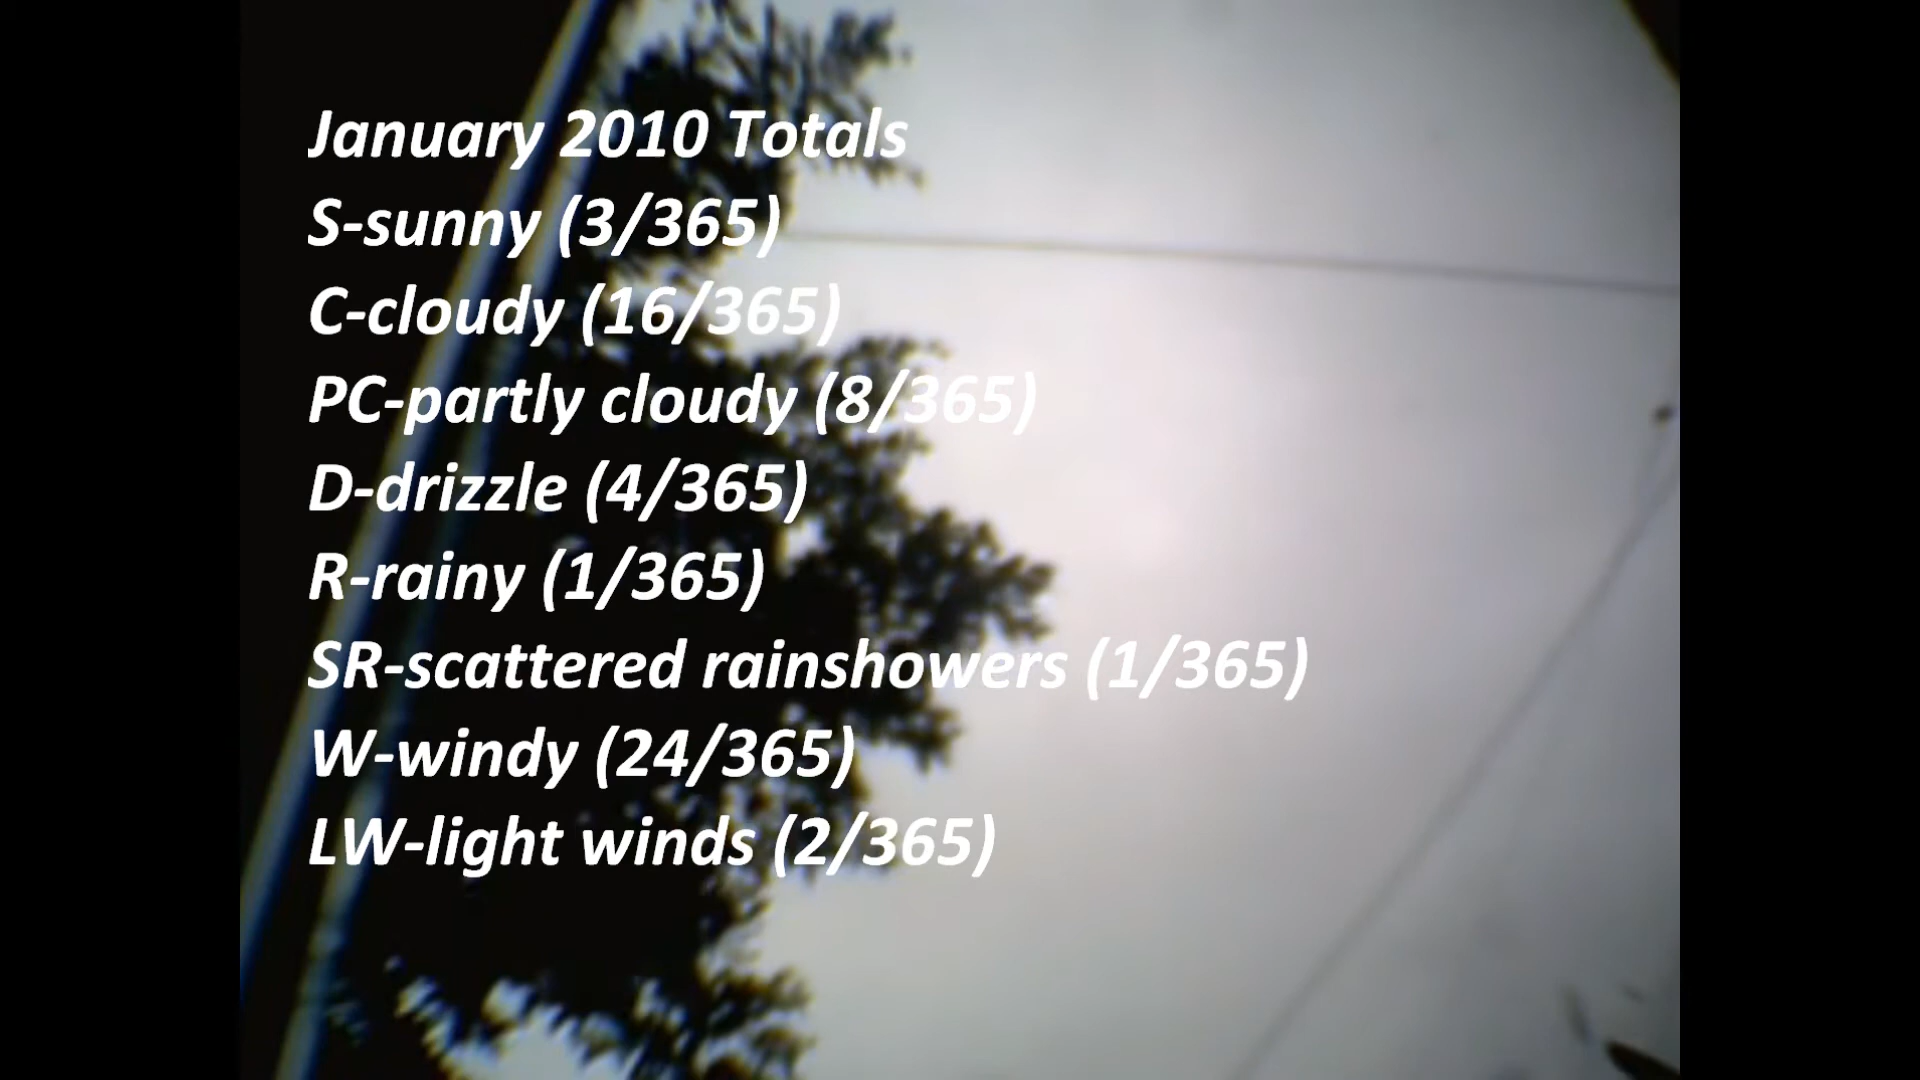 January 2010 Totals
S-sunny (3/365)
C-cloudy (16/365)
PC-partly cloudy (8/365)
D-drizzle (4/365)
R-rainy (1/365)
SR-scattered rainshowers (1/365)
W-windy (24/365)
LW-light winds (2/365)